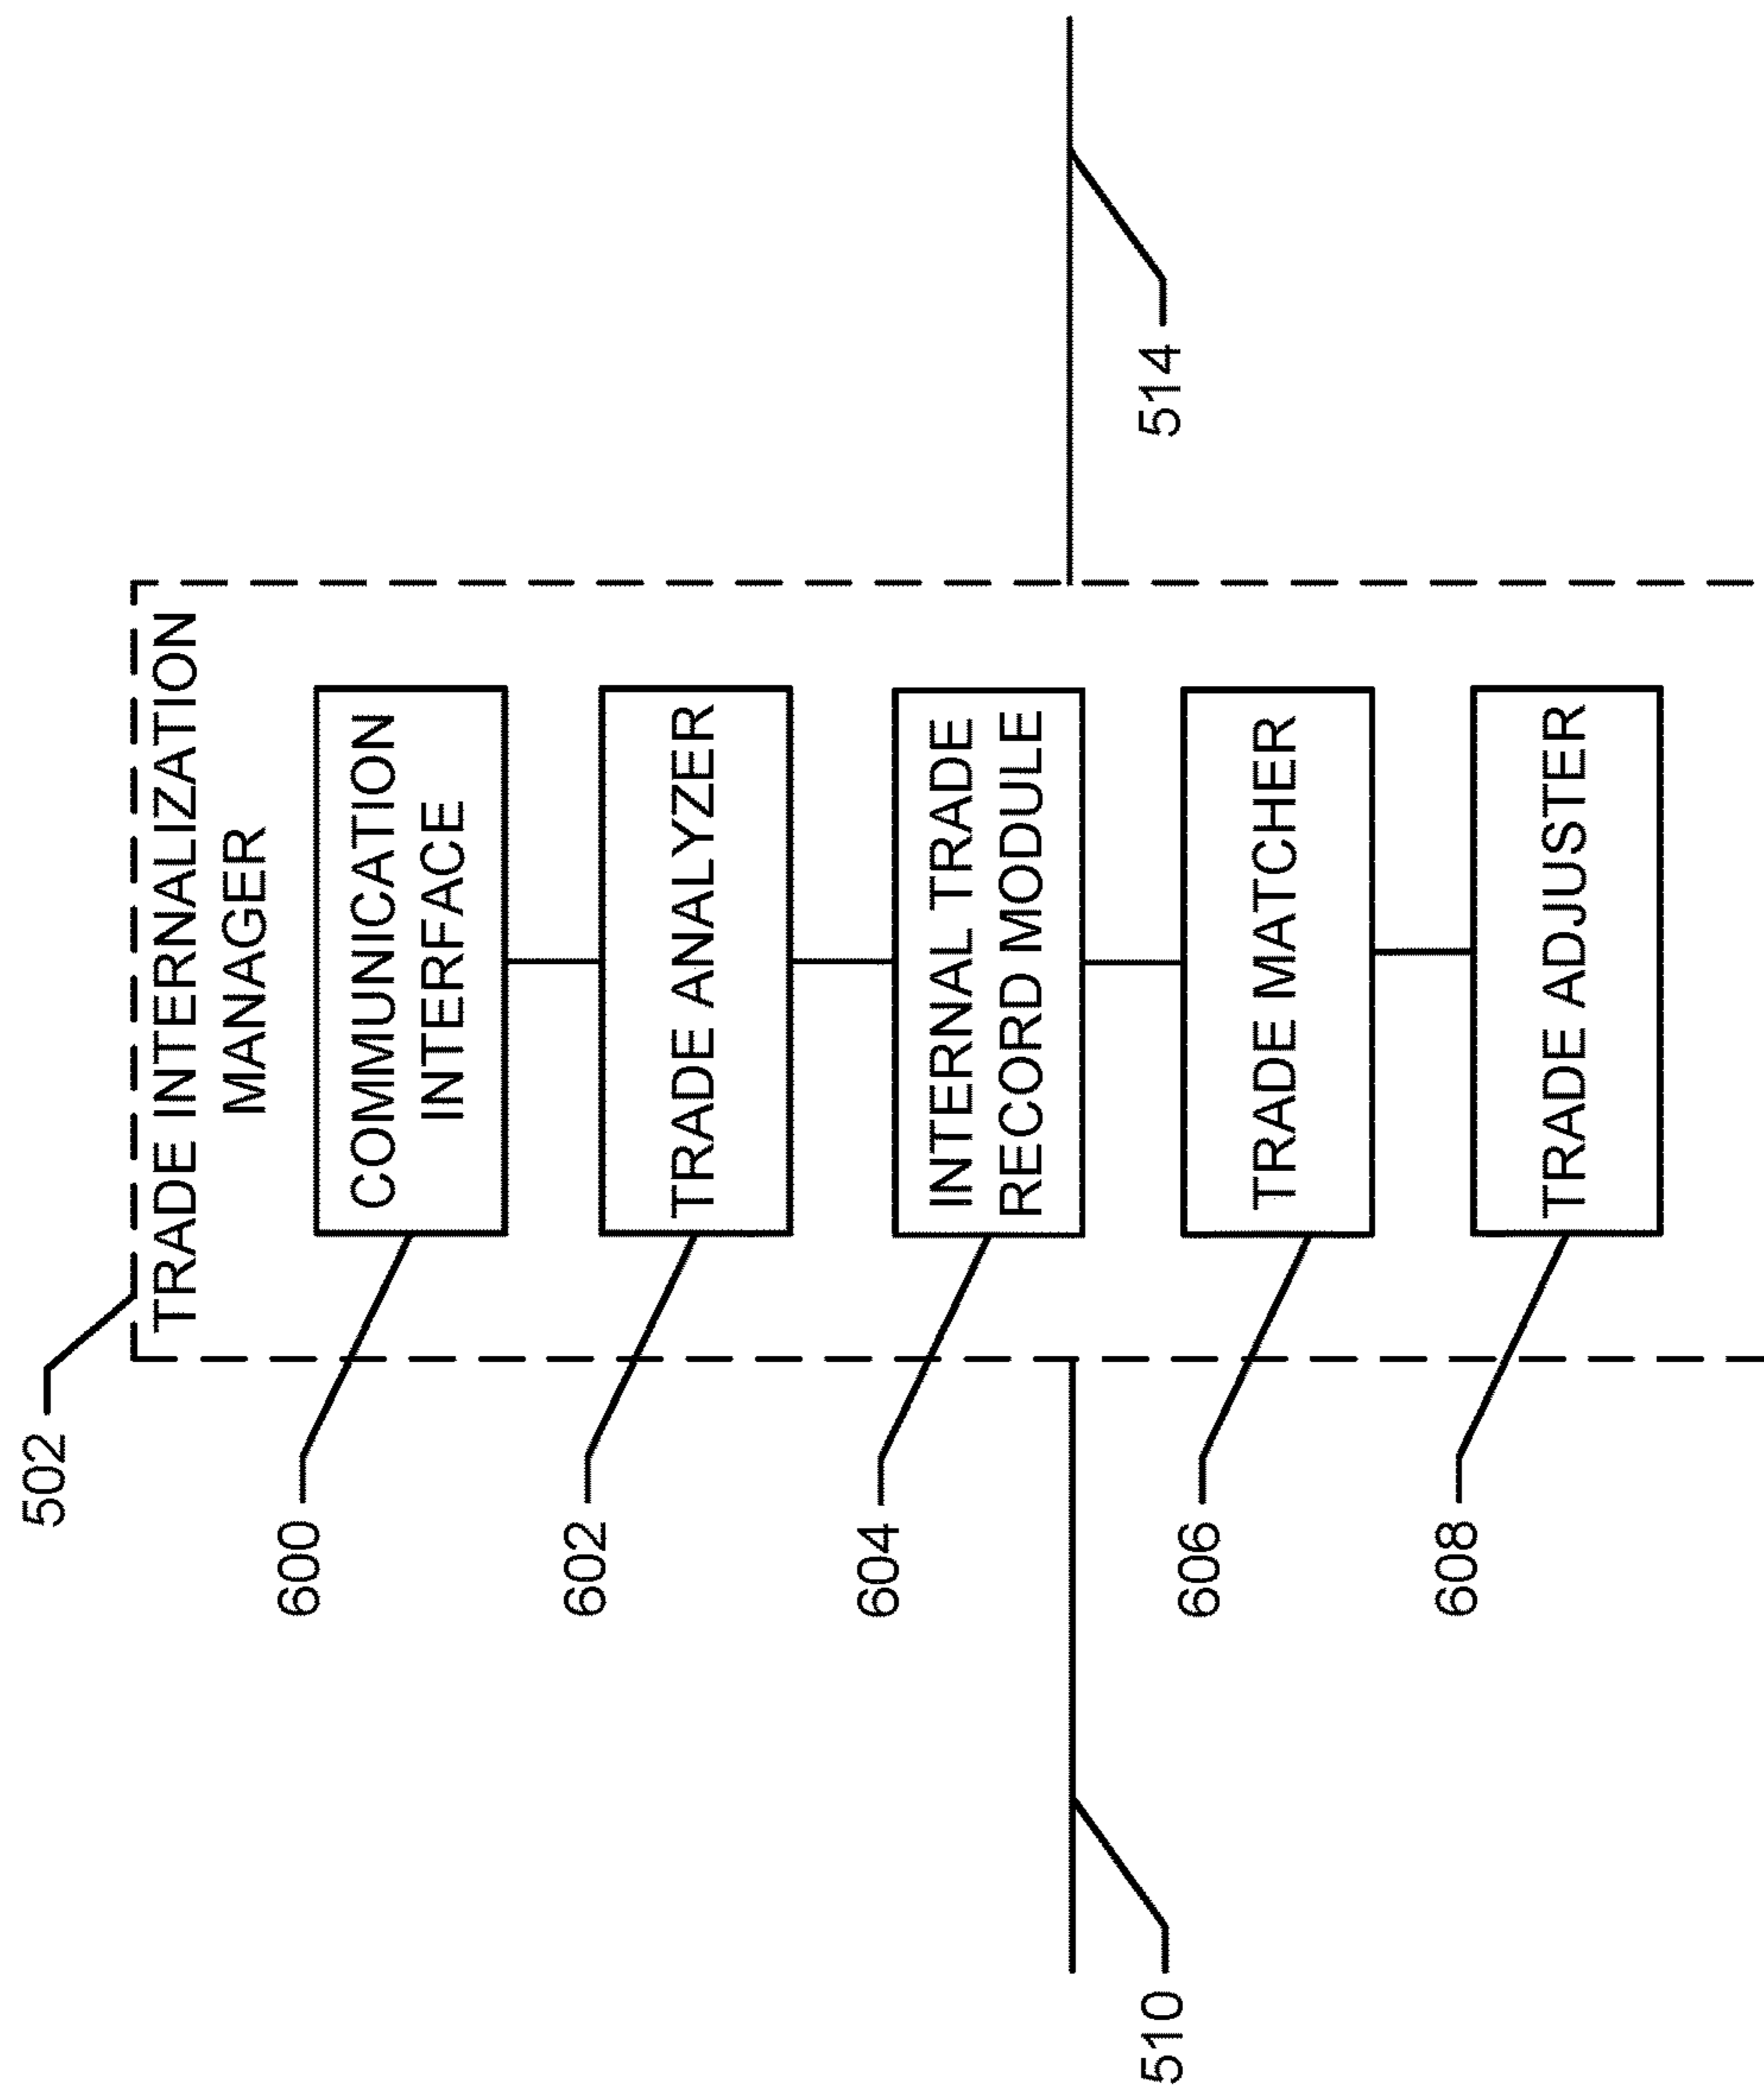 502
TRADE INTERNALIZATION
MANAGER
600
COMMUNICATION
INTERFACE
602
TRADE ANALYZER
604
INTERNAL TRADE
RECORD MODULE
510
514
606
TRADE MATCHER
608
TRADE ADJUSTER